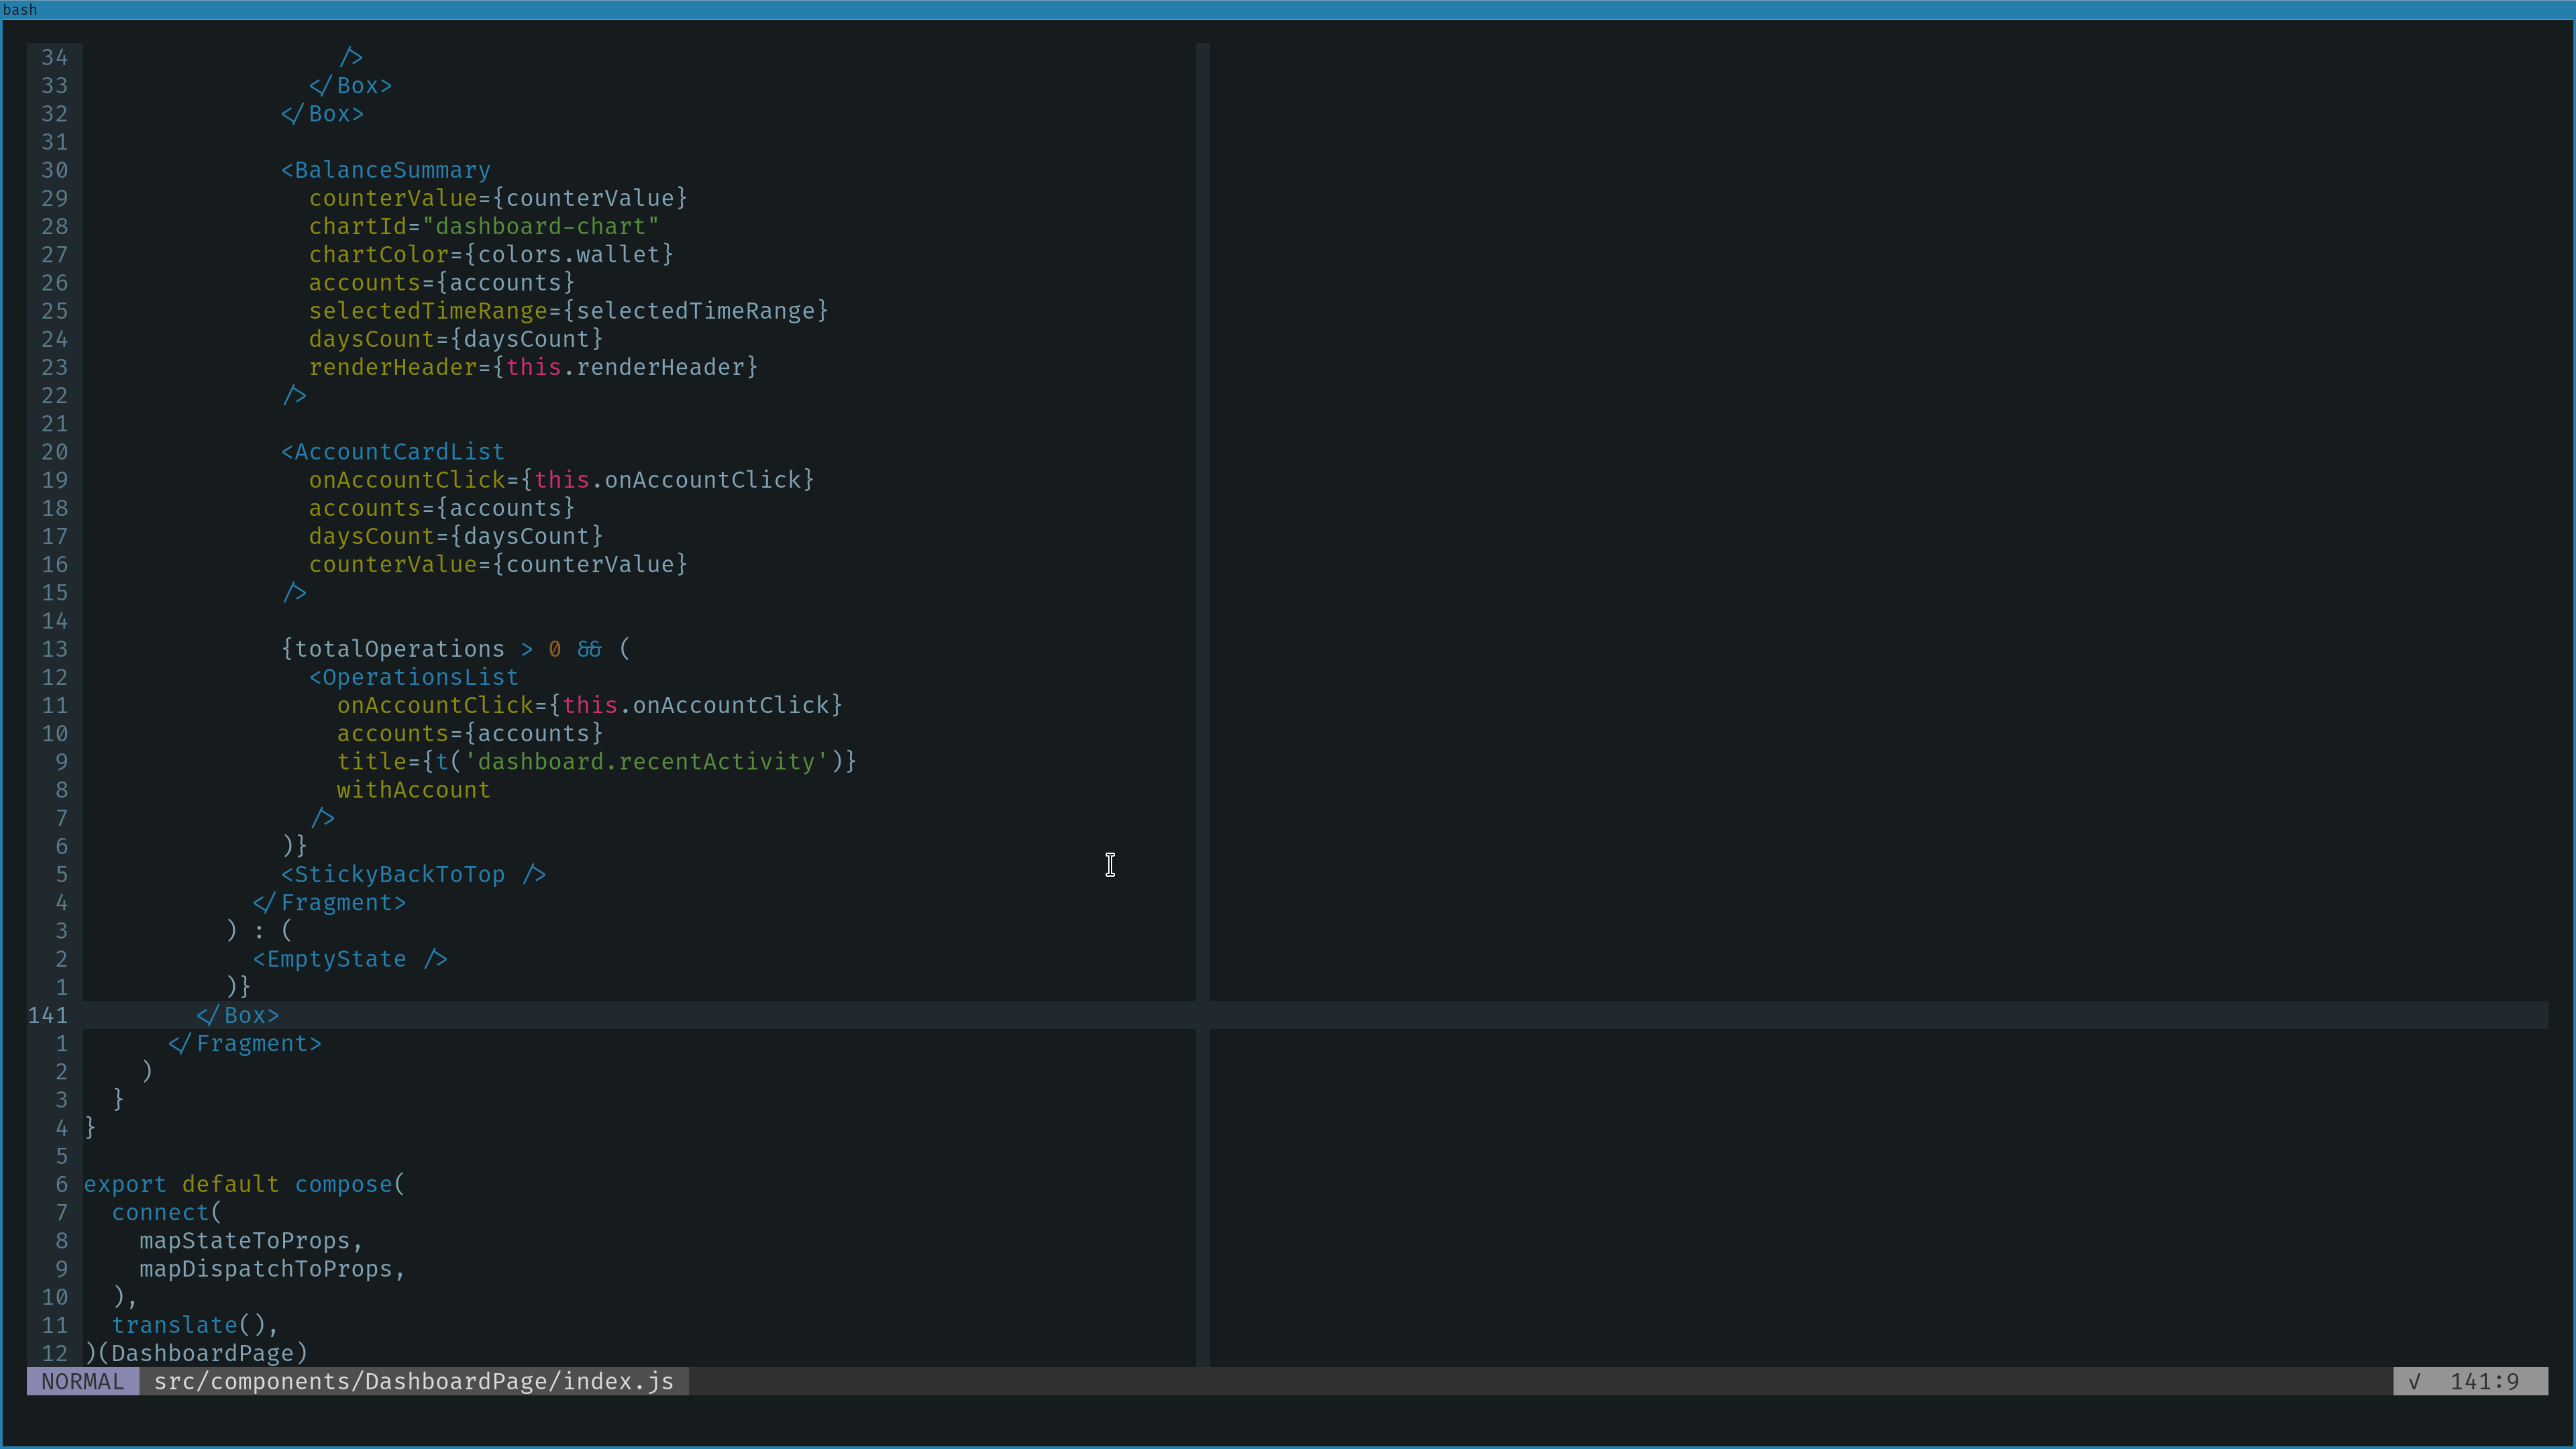 bash
34                   />
33                 </Box>
32               </Box>
31
30               <BalanceSummary
29                 counterValue={counterValue}
28                 chartId="dashboard-chart"
27                 chartColor={colors.wallet}
26                 accounts={accounts}
25                 selectedTimeRange={selectedTimeRange}
24                 daysCount={daysCount}
23                 renderHeader={this.renderHeader}
22               />
21
20               <AccountCardList
19                 onAccountClick={this.onAccountClick}
18                 accounts={accounts}
17                 daysCount={daysCount}
16                 counterValue={counterValue}
15               />
14
13               {totalOperations > 0 && (
12                 <OperationsList
11                   onAccountClick={this.onAccountClick}
10                   accounts={accounts}
9                   title={t('dashboard.recentActivity')}
8                   withAccount
7                 />
6               )}
5               <StickyBackToTop />
4             </Fragment>
3           ) : (
2             <EmptyState />
1           )}
141         </Box>
1       </Fragment>
2     )
3   }
4 }
5
6 export default compose(
7   connect(
8     mapStateToProps,
9     mapDispatchToProps,
10   ),
11   translate(),
12 )(DashboardPage)
NORMAL src/components/DashboardPage/index.js √ 141:9